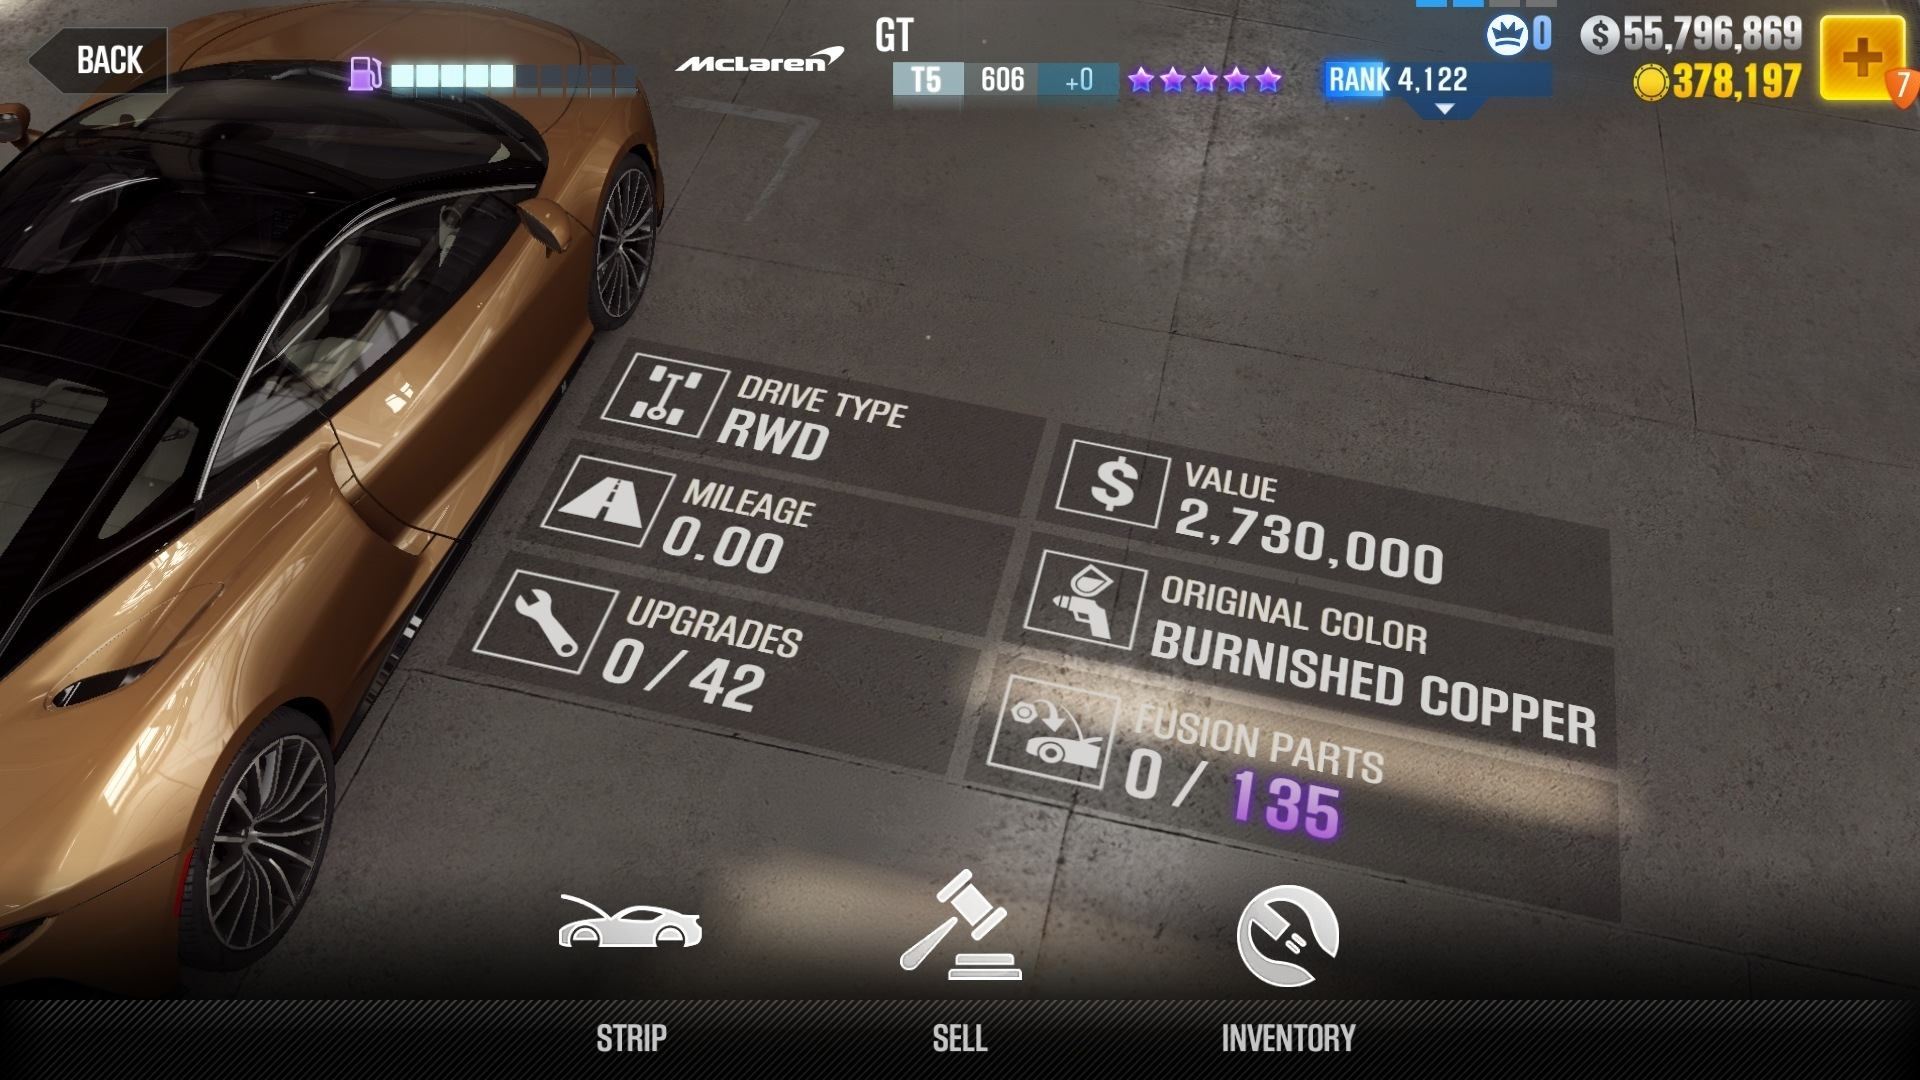 BACK
McLaren
GT
T5 606 +0
RANK 4,122
0
$ 55,796,869
378,197
7
DRIVE TYPE
RWD
MILEAGE
0.00
UPGRADES
0/42
$ VALUE
2,730,000
ORIGINAL COLOR
BURNISHED COPPER
FUSION PARTS
0/ 135
STRIP
SELL
INVENTORY